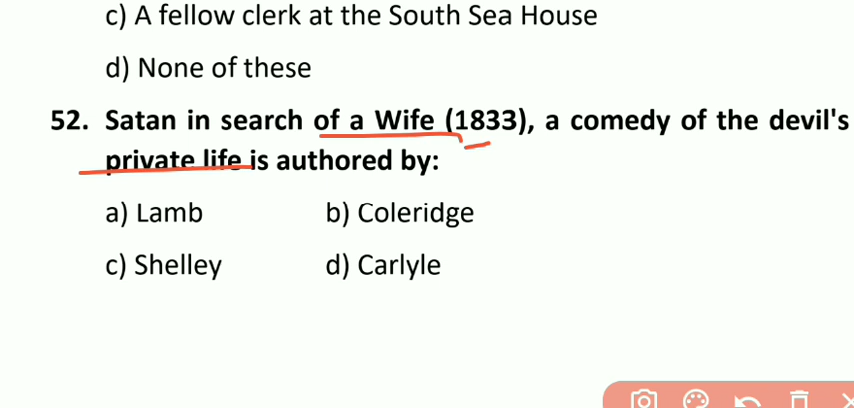 c) A fellow clerk at the South Sea House
d) None of these
52. Satan in search of a Wife (1833), a comedy of the devil's
private life is authored by:
a) Lamb b) Coleridge
c) Shelley d) Carlyle